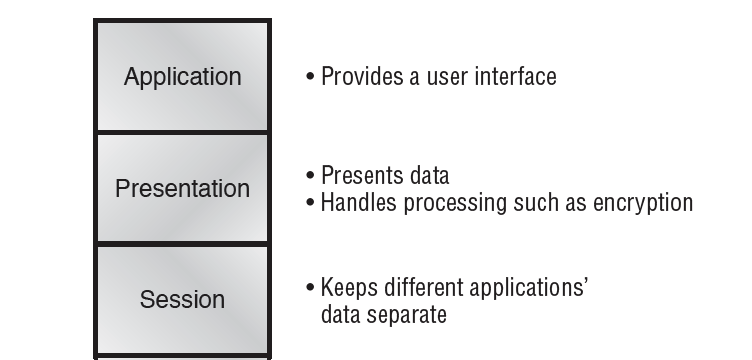 Application
• Provides a user interface
Presentation
• Presents data
• Handles processing such as encryption
Session
• Keeps different applications’
data separate